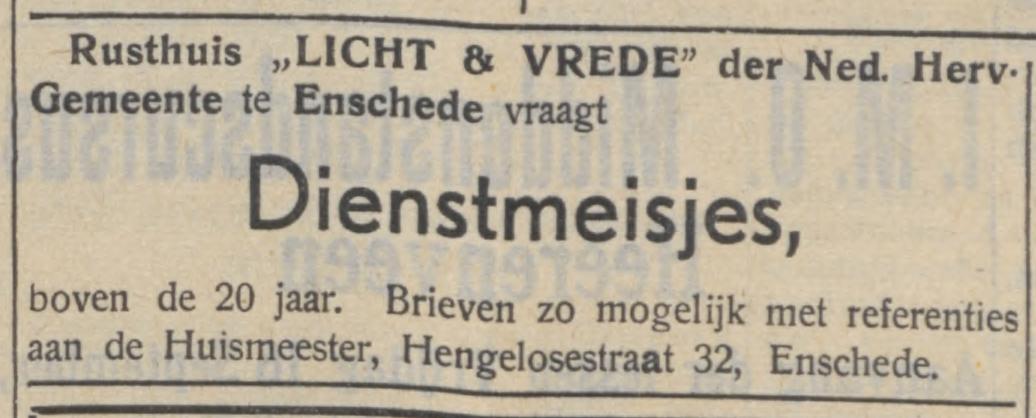 Rusthuis „LICHT & VREDE” der Ned. Herv.
Gemeente te Enschede vraagt
Dienstmeisjes,
boven de 20 jaar. Brieven zo mogelijk met referenties
aan de Huismeester, Hengelosestraat 32, Enschede.